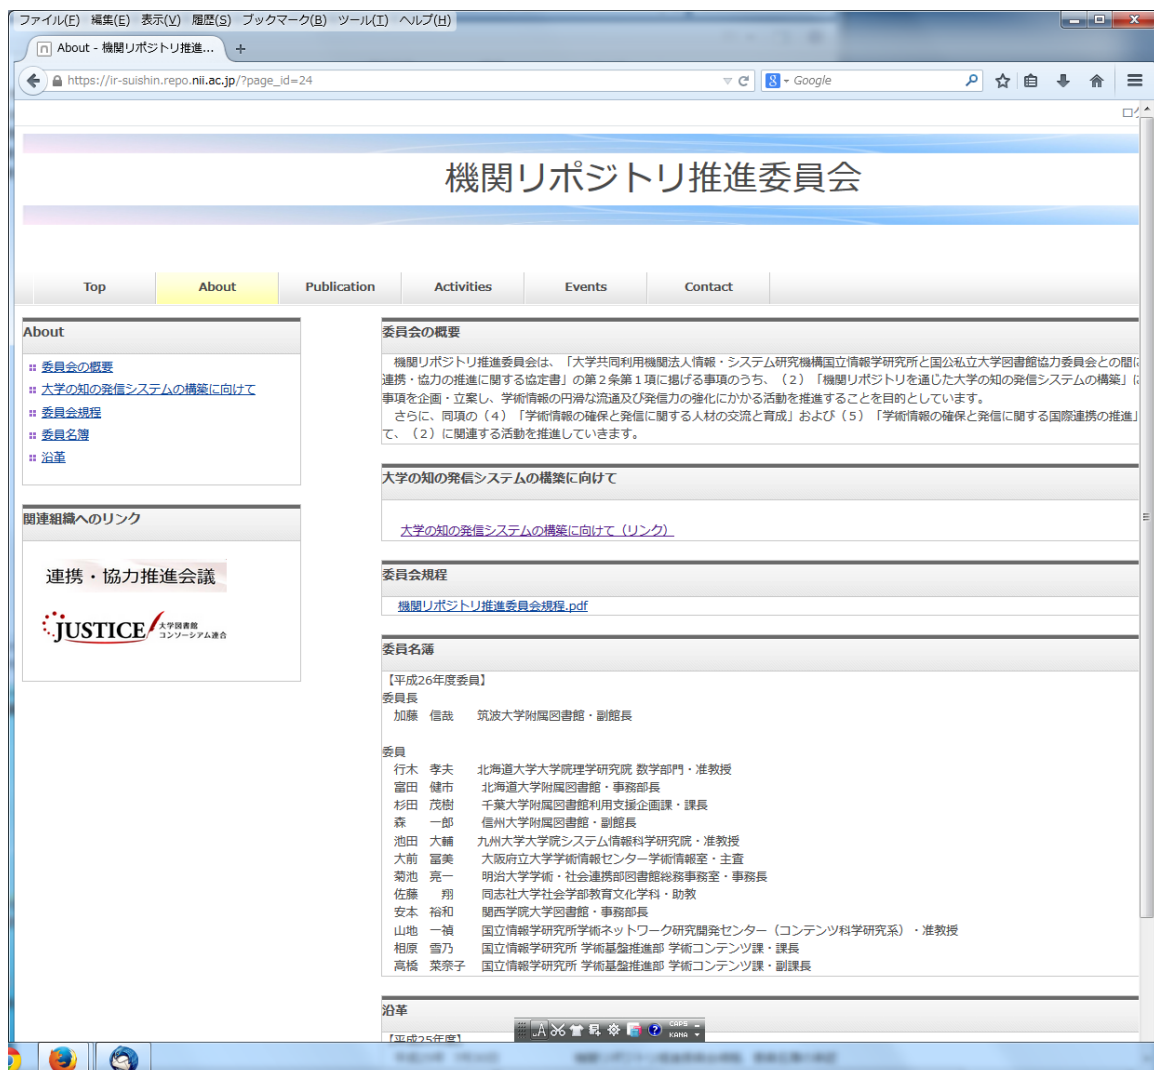 ファイル(F) 編集(E) 表示(V) 履歴(S) ブックマーク(B) ツール(T) ヘルプ(H)
About - 機関リポジトリ推進... +
https://ir-suishin.repo.nii.ac.jp/?page_id=24
Google
機関リポジトリ推進委員会
Top About Publication Activities Events Contact
About
委員会の概要
大学の知の発信システムの構築に向けて
委員会規程
委員名簿
沿革
関連組織へのリンク
連携・協力推進会議
JUSTICE 大学図書館
コンソーシアム連合
委員会の概要
機関リポジトリ推進委員会は、「大学共同利用機関法人情報・システム研究機構国立情報学研究所と国公私立大学図書館協力委員会との間に
連携・協力の推進に関する協定書」の第2条第1項に掲げる事項のうち、(2)「機関リポジトリを通じた大学の知の発信システムの構築」に
事項を企画・立案し、学術情報の円滑な流通及び発信力の強化にかかる活動を推進することを目的としています。
さらに、同項の(4)「学術情報の確保と発信に関する人材の交流と育成」および(5)「学術情報の確保と発信に関する国際連携の推進」
て、(2)に関連する活動を推進していきます。
大学の知の発信システムの構築に向けて
大学の知の発信システムの構築に向けて(リンク)
委員会規程
機関リポジトリ推進委員会規程.pdf
委員名薄
【平成26年度委員】
委員長
加藤 信哉 筑波大学附属図書館・副館長
委員
行木 孝夫 北海道大学大学院理学研究院 数学部門・准教授
富田 健市 北海道大学附属図書館・事務部長
杉田 茂樹 千葉大学附属図書館利用支援企画課・課長
森 一郎 信州大学附属図書館・副館長
池田 大輔 九州大学大学院システム情報科学研究院・准教授
大前 冨美 大阪府立大学学術情報センター学術情報室・主査
菊池 亮一 明治大学学術・社会連携部図書館総務事務室・事務長
佐藤 翔 同志社大学社会学部教育文化学科・助教
安本 裕和 関西学院大学図書館・事務部長
山地 一禎 国立情報学研究所学術ネットワーク研究開発センター(コンテンツ科学研究系)・准教授
相原 雪乃 国立情報学研究所 学術基盤推進部 学術コンテンツ課・課長
高橋 菜奈子 国立情報学研究所 学術基盤推進部 学術コンテンツ課・副課長
沿革
【平成25年度】
A CAPS
KANA